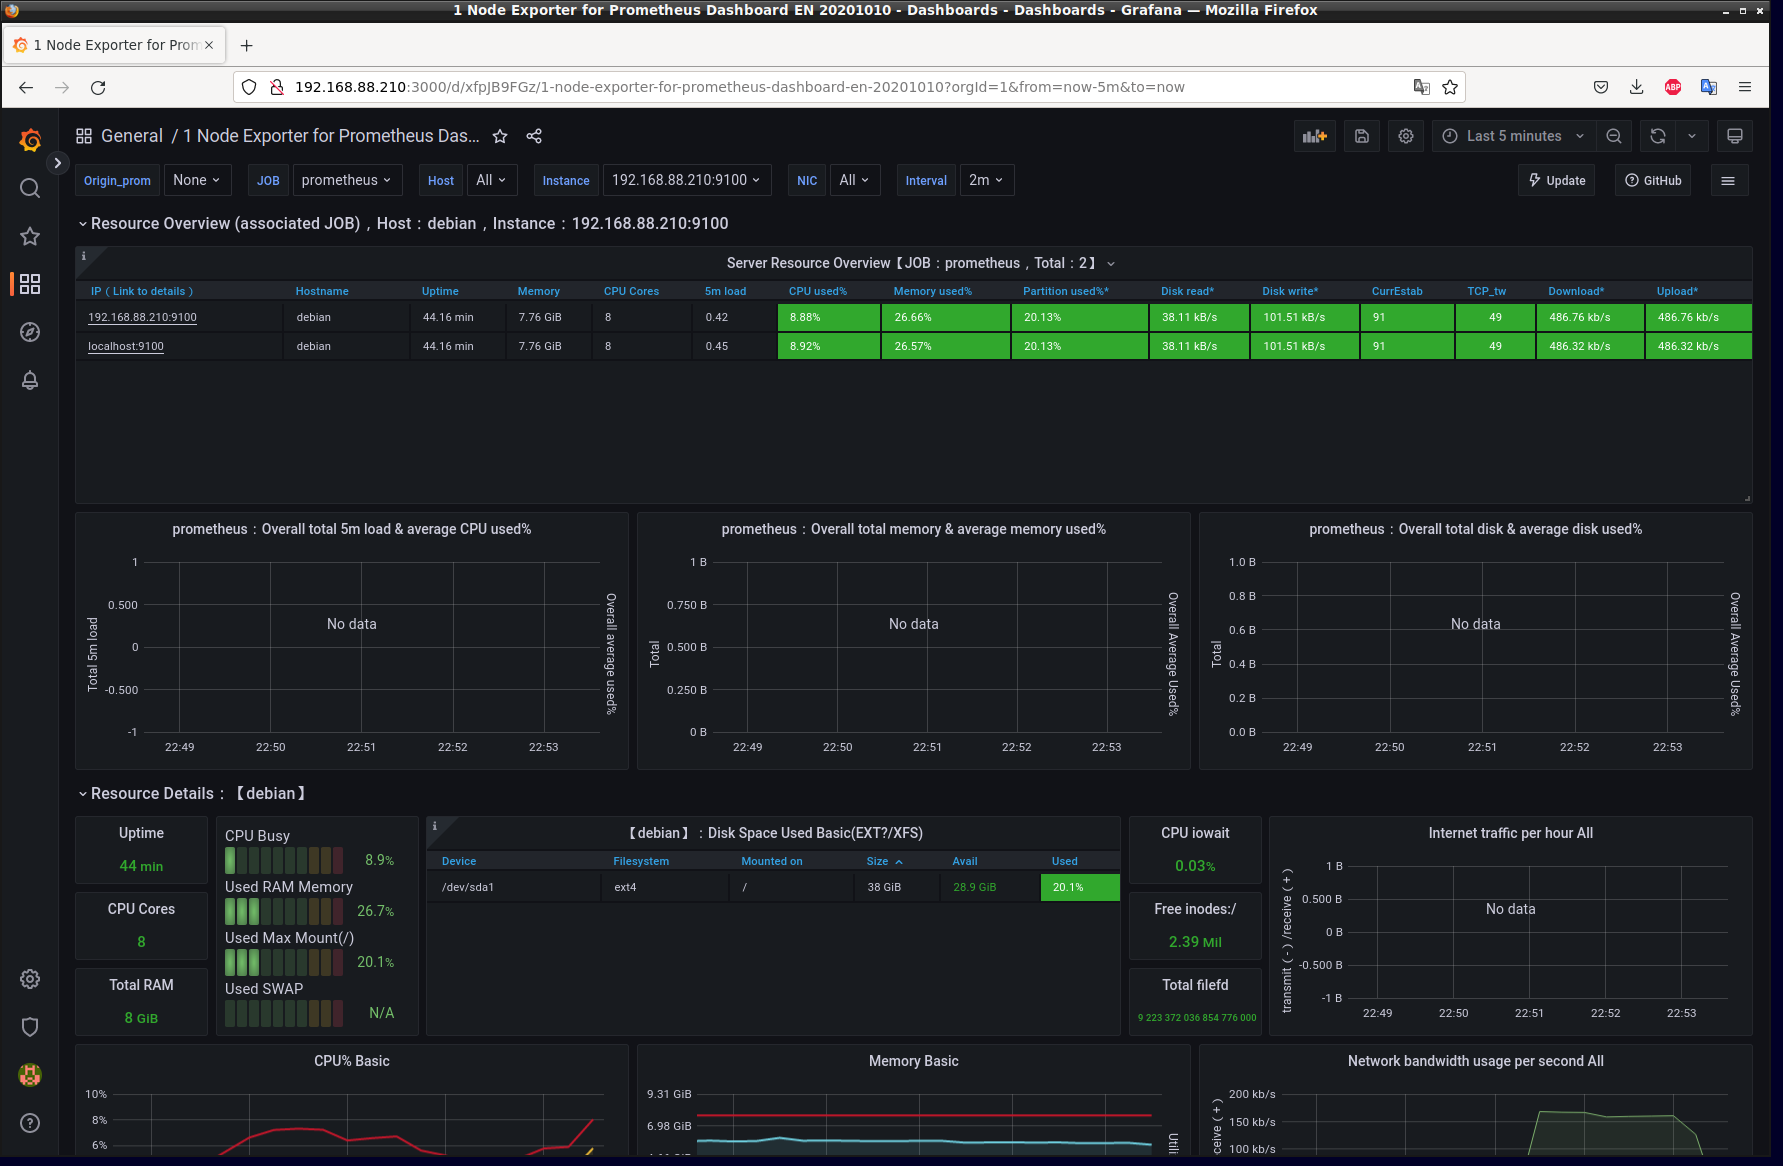 1 Node Exporter for Prometheus Dashboard EN 20201010 - Dashboards - Dashboards - Grafana — Mozilla Firefox
1 Node Exporter for Prom
192.168.88.210:3000/d/xfpJB9FGz/1-node-exporter-for-prometheus-dashboard-en-20201010?orgId=1&from=now-5m&to=now
ABP
General / 1 Node Exporter for Prometheus Das...
Last 5 minutes
Origin_prom None JOB prometheus Host All Instance 192.168.88.210:9100 NIC All Interval 2m Update GitHub
Resource Overview (associated JOB)，Host：debian，Instance：192.168.88.210:9100
Server Resource Overview【JOB：prometheus，Total：2】
IP（Link to details） Hostname Uptime Memory CPU Cores 5m load CPU used% Memory used% Partition used%* Disk read* Disk write* CurrEstab TCP_tw Download* Upload*
192.168.88.210:9100 debian 44.16 min 7.76 GiB 8 0.42 8.88% 26.66% 20.13% 38.11 kB/s 101.51 kB/s 91 49 486.76 kb/s 486.76 kb/s
localhost:9100 debian 44.16 min 7.76 GiB 8 0.45 8.92% 26.57% 20.13% 38.11 kB/s 101.51 kB/s 91 49 486.32 kb/s 486.32 kb/s
prometheus：Overall total 5m load & average CPU used%
1
0.500
0
-0.500
-1
No data
Total 5m load
Overall average used%
22:49 22:50 22:51 22:52 22:53
prometheus：Overall total memory & average memory used%
1 B
0.750 B
0.500 B
0.250 B
0 B
No data
Total
Overall Average Used%
22:49 22:50 22:51 22:52 22:53
prometheus：Overall total disk & average disk used%
1.0 B
0.8 B
0.6 B
0.4 B
0.2 B
0.0 B
No data
Total
Overall Average Used%
22:49 22:50 22:51 22:52 22:53
Resource Details：【debian】
Uptime
44 min
CPU Cores
8
Total RAM
8 GiB
CPU Busy
8.9%
Used RAM Memory
26.7%
Used Max Mount(/)
20.1%
Used SWAP
N/A
【debian】：Disk Space Used Basic(EXT?/XFS)
Device Filesystem Mounted on Size Avail Used
/dev/sda1 ext4 / 38 GiB 28.9 GiB 20.1%
CPU iowait
0.03%
Free inodes:/
2.39 Mil
Total filefd
9 223 372 036 854 776 000
Internet traffic per hour All
1 B
0.500 B
0 B
-0.500 B
-1 B
No data
transmit（-）/receive（+）
22:49 22:50 22:51 22:52 22:53
CPU% Basic
10%
8%
6%
Memory Basic
9.31 GiB
6.98 GiB
Utili
Network bandwidth usage per second All
200 kb/s
150 kb/s
100 kb/s
ceive（+）